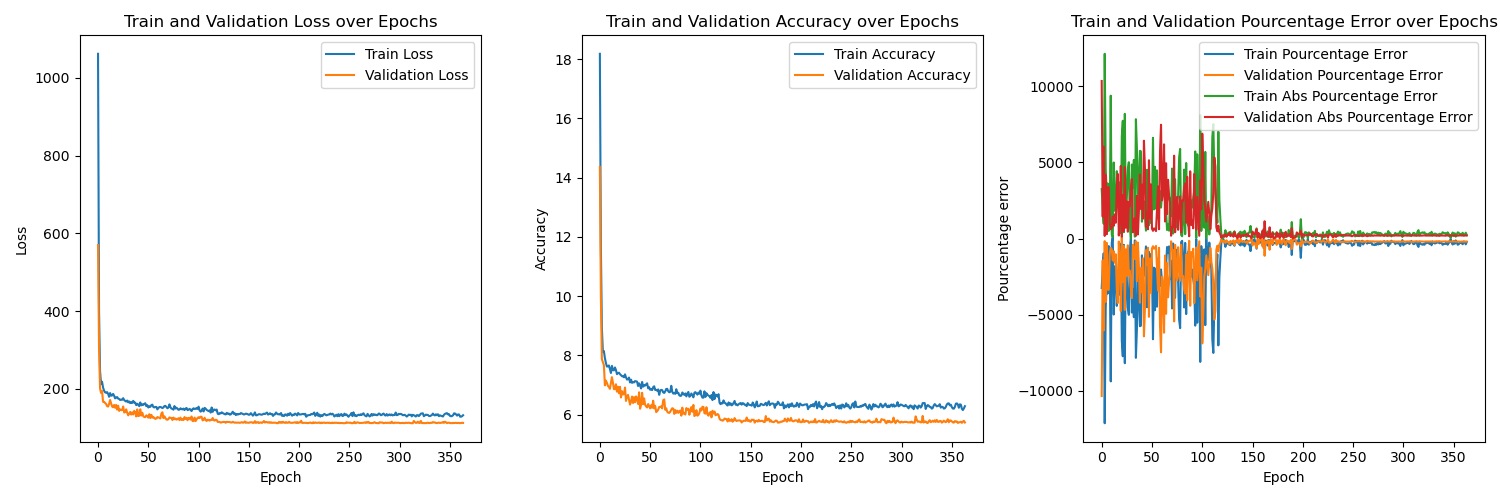 Train and Validation Loss over Epochs
Train Loss
Validation Loss
Loss
1000
800
600
400
200
0 50 100 150 200 250 300 350
Epoch
Train and Validation Accuracy over Epochs
Train Accuracy
Validation Accuracy
Accuracy
18
16
14
12
10
8
6
0 50 100 150 200 250 300 350
Epoch
Train and Validation Pourcentage Error over Epochs
Train Pourcentage Error
Validation Pourcentage Error
Train Abs Pourcentage Error
Validation Abs Pourcentage Error
Pourcentage error
10000
5000
0
−5000
−10000
0 50 100 150 200 250 300 350
Epoch